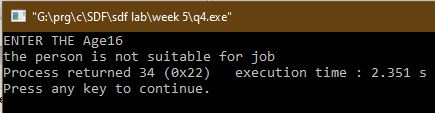 "G:\prg\c\SDF\sdf lab\week 5\q4.exe"
ENTER THE Age16
the person is not suitable for job
Process returned 34 (0x22)   execution time : 2.351 s
Press any key to continue.